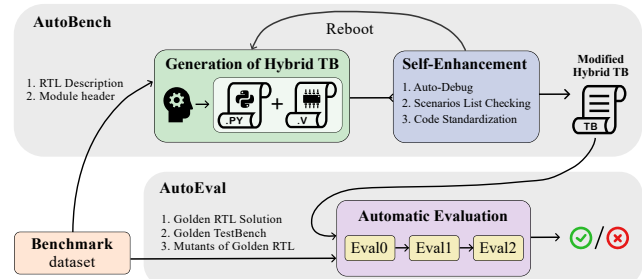 AutoBench
Reboot
1. RTL Description
2. Module header
Generation of Hybrid TB
.PY
+
.V
Self-Enhancement
1. Auto-Debug
2. Scenarios List Checking
3. Code Standardization
Modified
Hybrid TB
TB
AutoEval
1. Golden RTL Solution
2. Golden TestBench
3. Mutants of Golden RTL
Automatic Evaluation
Eval0
Eval1
Eval2
/
Benchmark
dataset